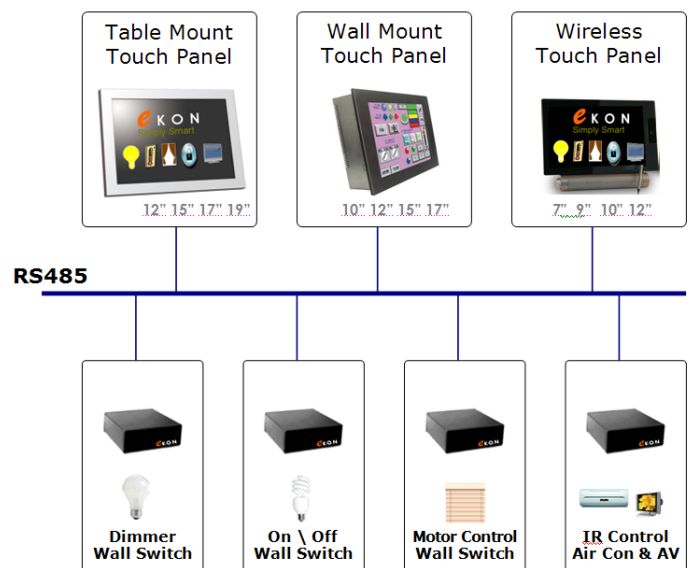 Table Mount
Touch Panel
Wall Mount
Touch Panel
Wireless
Touch Panel
eKON
Simply Smart
eKON
Simply Smart
12” 15” 17” 19”
10” 12” 15” 17”
7” 9” 10” 12”
RS485
eKON
eKON
eKON
eKON
Dimmer
Wall Switch
On \ Off
Wall Switch
Motor Control
Wall Switch
IR Control
Air Con & AV